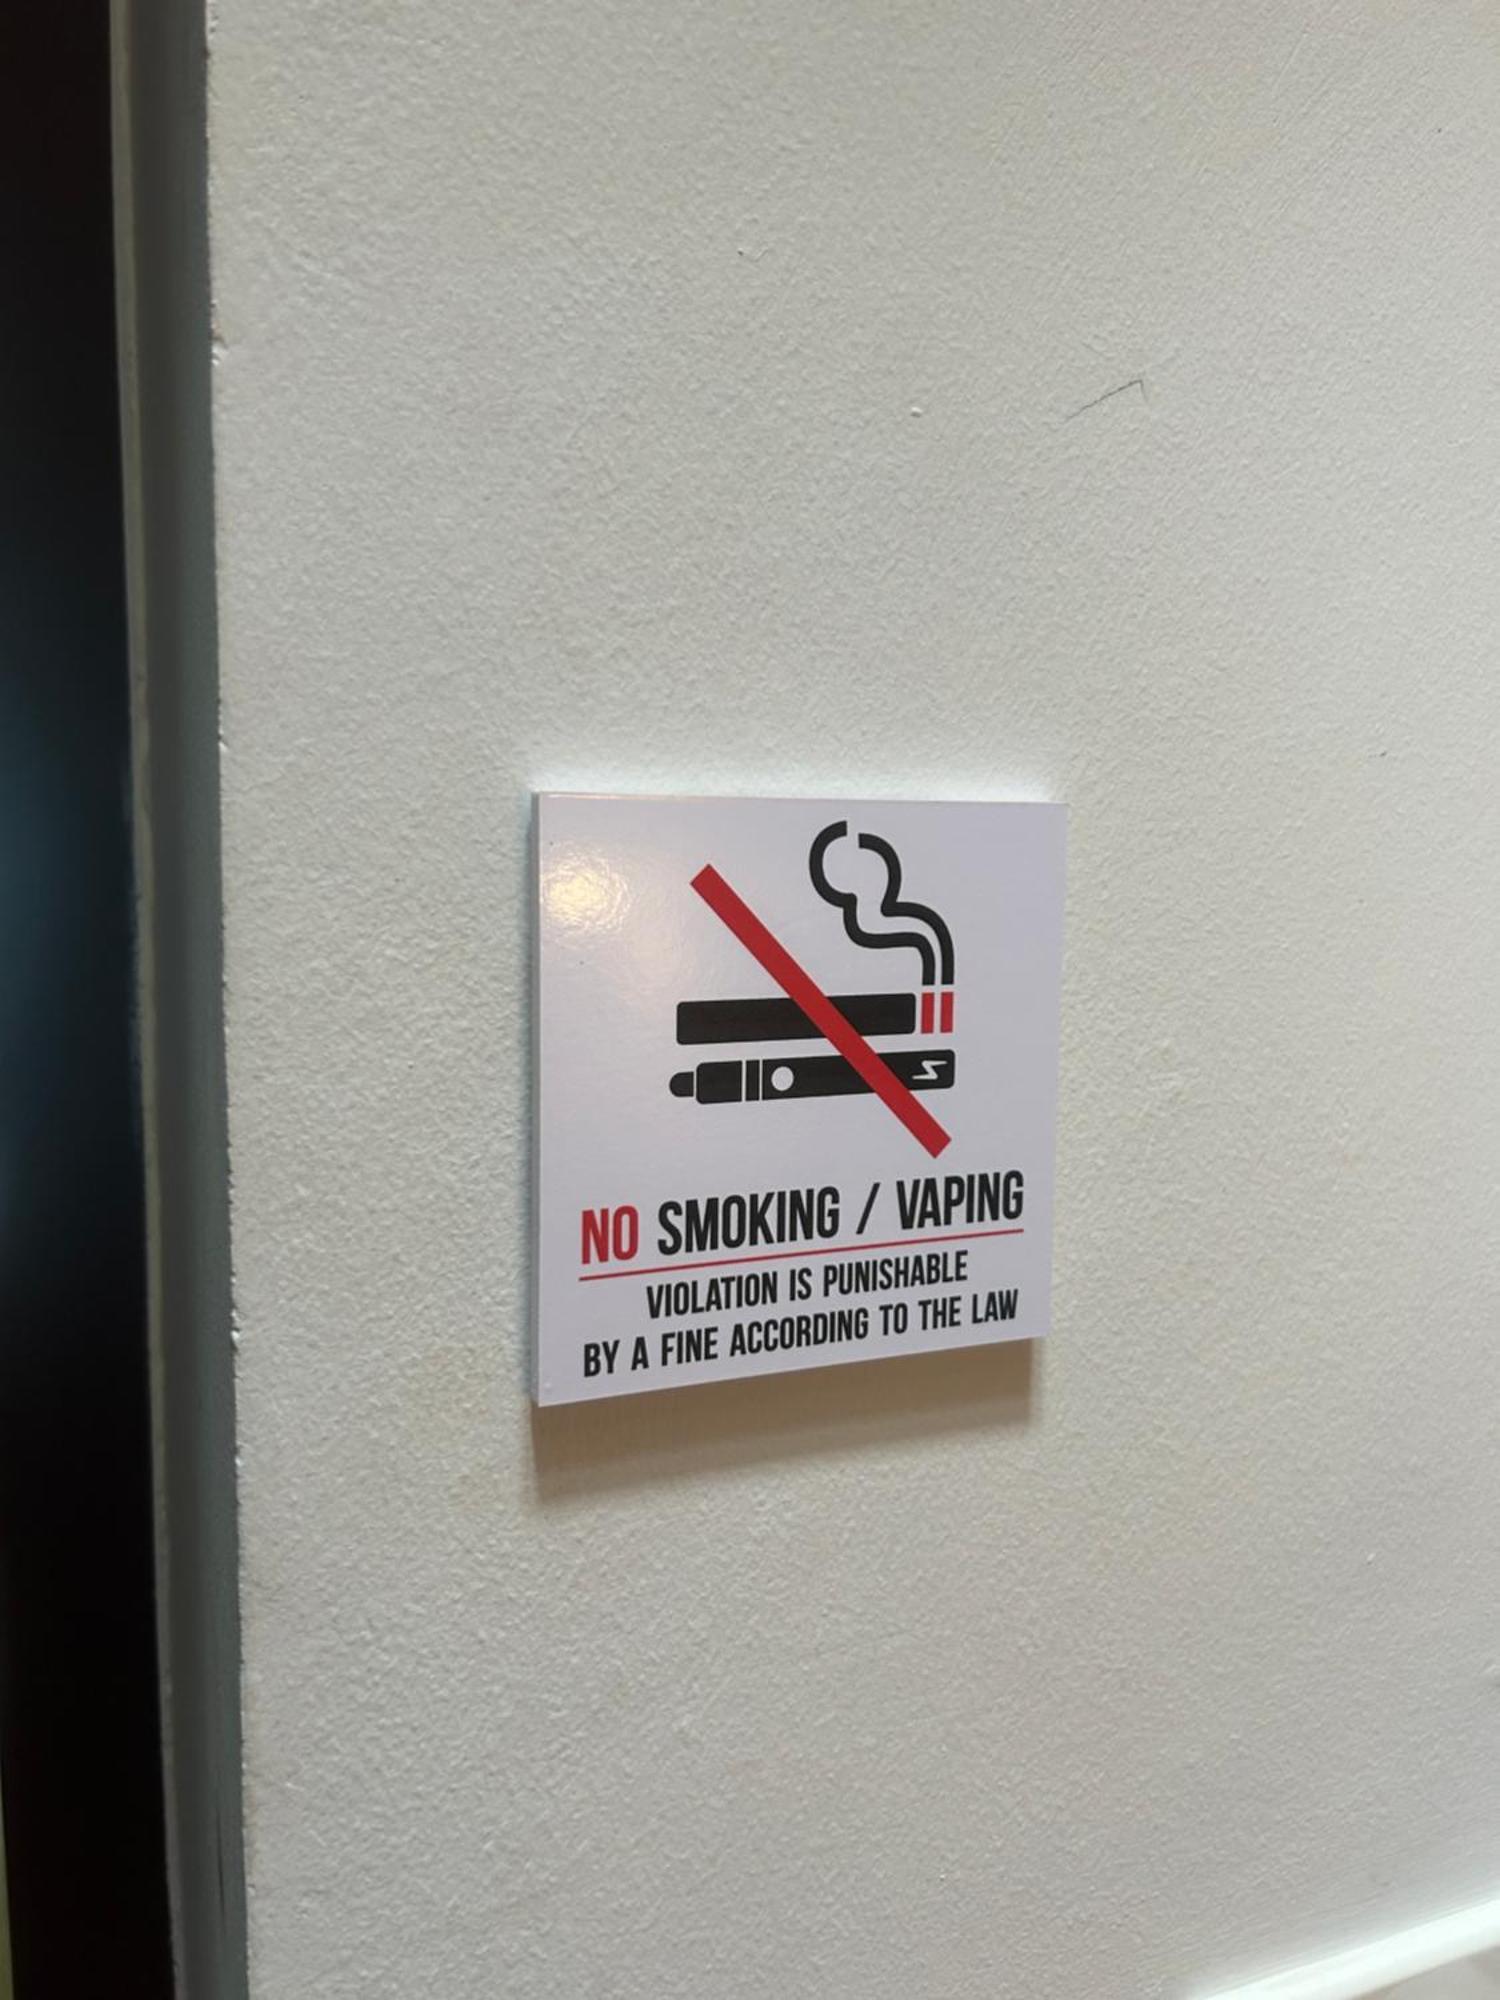 NO SMOKING / VAPING
VIOLATION IS PUNISHABLE
BY A FINE ACCORDING TO THE LAW